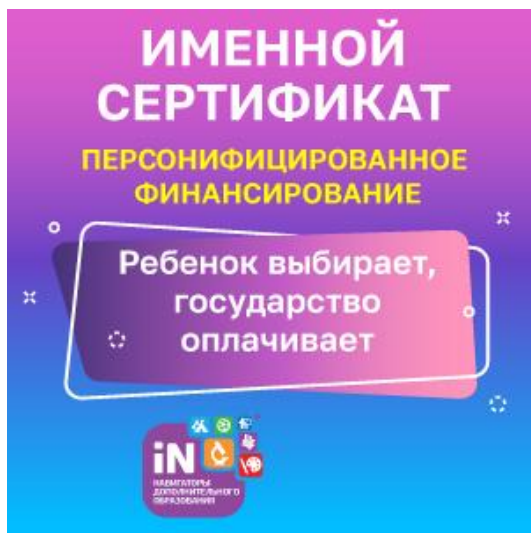 ИМЕННОЙ
СЕРТИФИКАТ
ПЕРСОНИФИЦИРОВАННОЕ
ФИНАНСИРОВАНИЕ
Ребенок выбирает,
государство
оплачивает
iN
НАВИГАТОРЫ
ДОПОЛНИТЕЛЬНОГО
ОБРАЗОВАНИЯ